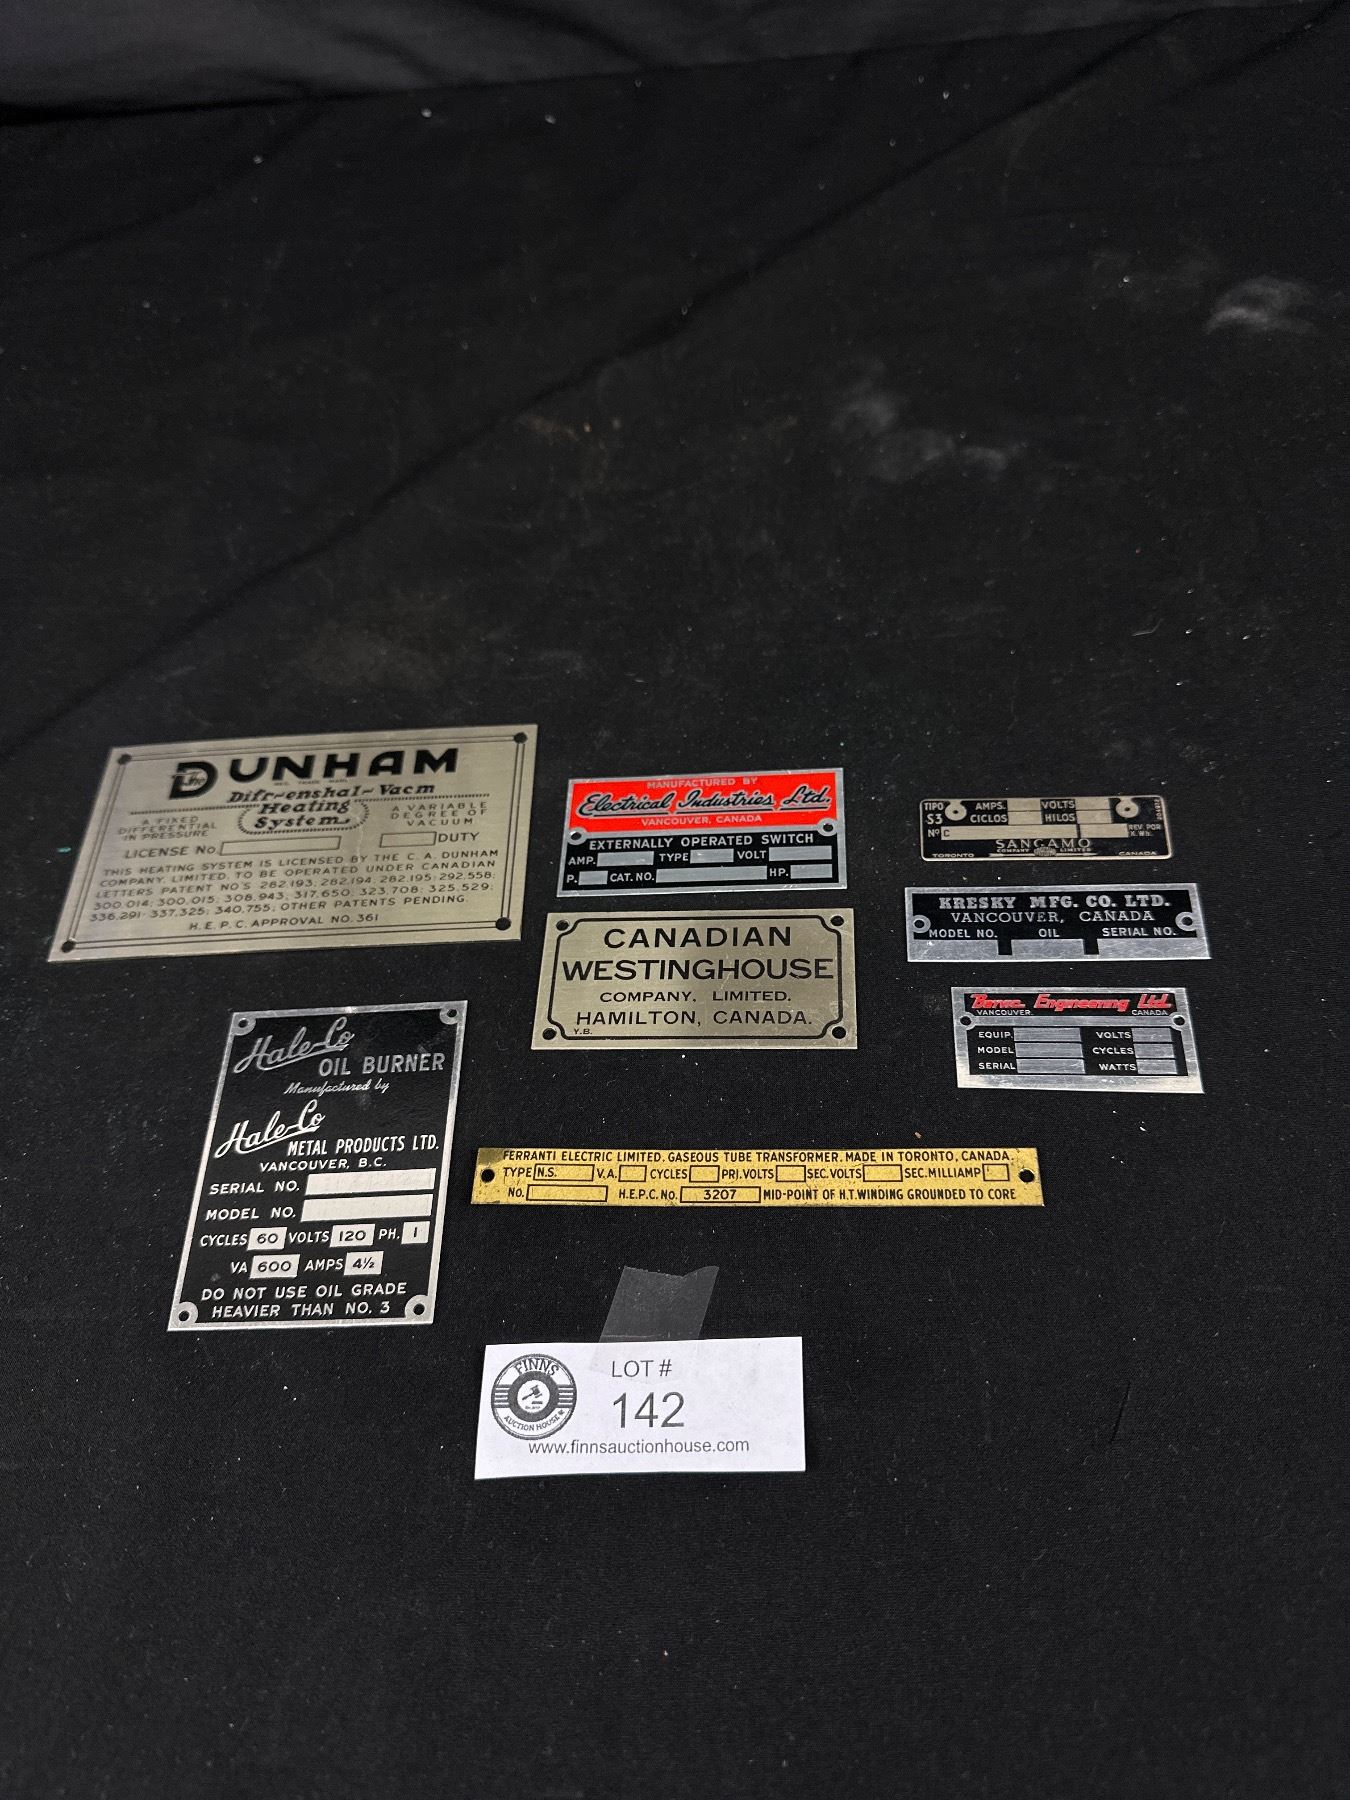 DUNHAM
The
REG. TRADE MARK.
Difr~enshal~Vacm
Heating
System
A FIXED
DIFFERENTIAL
IN PRESSURE
A VARIABLE
DEGREE OF
VACUUM
LICENSE No. DUTY
THIS HEATING SYSTEM IS LICENSED BY THE C. A. DUNHAM
COMPANY, LIMITED, TO BE OPERATED UNDER CANADIAN
LETTERS PATENT NO'S 282,193; 282,194; 282,195; 292,558;
300,014; 300,015; 308,943; 317,650; 323,708; 325,529;
336,291; 337,325; 340,755; OTHER PATENTS PENDING.
H.E.P.C. APPROVAL NO. 361
MANUFACTURED BY
Electrical Industries Ltd.
VANCOUVER, CANADA
EXTERNALLY OPERATED SWITCH
AMP. TYPE VOLT
P. CAT. NO. HP.
TIPO AMPS. VOLTS
S3 CICLOS HILOS
Nº C REV. POR
K.Wh.
SANGAMO
COMPANY LIMITED
TORONTO CANADA
KRESKY MFG. CO. LTD.
VANCOUVER, CANADA
MODEL NO. OIL SERIAL NO.
CANADIAN
WESTINGHOUSE
COMPANY, LIMITED.
HAMILTON, CANADA.
Y.B.
Engineering Ltd.
VANCOUVER. CANADA
EQUIP. VOLTS
MODEL CYCLES
SERIAL WATTS
Hale-Co
OIL BURNER
Manufactured by
Hale-Co
METAL PRODUCTS LTD.
VANCOUVER, B.C.
SERIAL NO.
MODEL NO.
CYCLES 60 VOLTS 120 PH. 1
VA 600 AMPS 4½
DO NOT USE OIL GRADE
HEAVIER THAN NO. 3
FERRANTI ELECTRIC LIMITED. GASEOUS TUBE TRANSFORMER. MADE IN TORONTO, CANADA.
TYPE N.S. V.A. CYCLES PRI. VOLTS SEC. VOLTS SEC. MILLIAMP
NO. H.E.P.C. No. 3207 MID-POINT OF H.T. WINDING GROUNDED TO CORE
FINNS
AUCTION HOUSE
LOT #
142
www.finnsauctionhouse.com